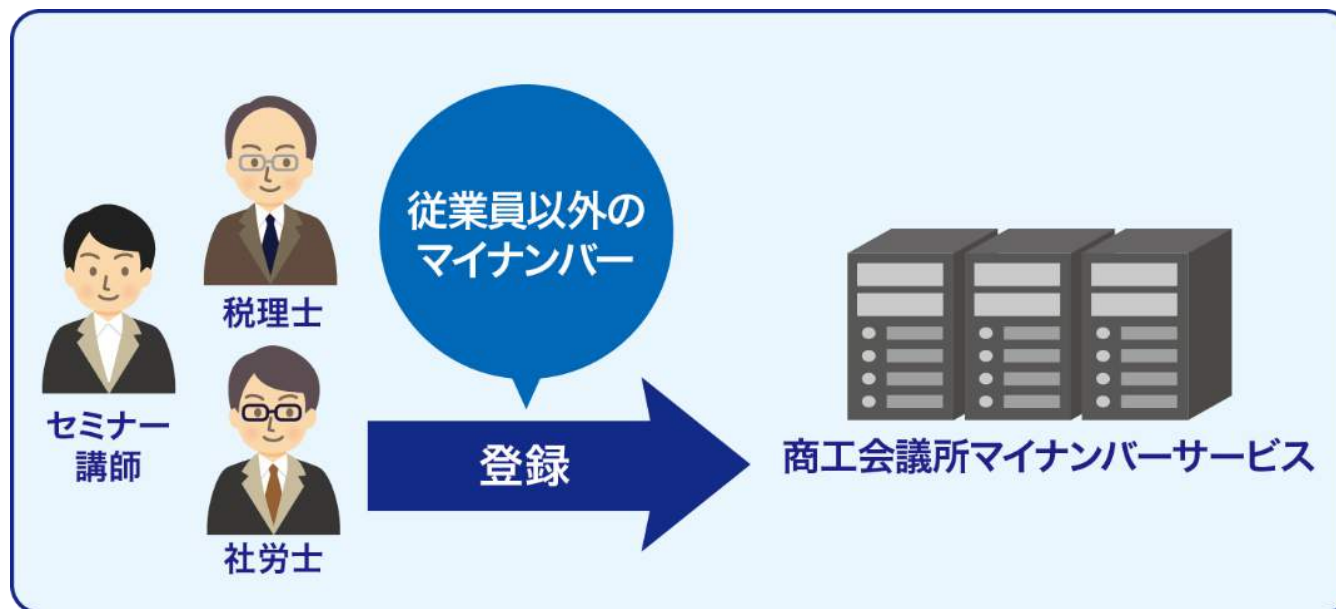 税理士
セミナー
講師
社労士
従業員以外の
マイナンバー
登録
商工会議所マイナンバーサービス